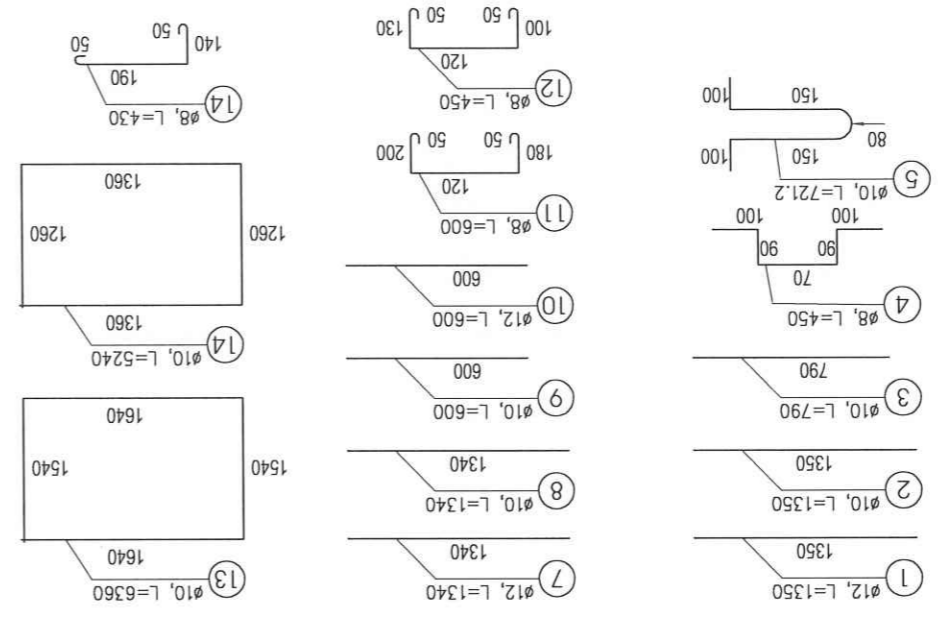 1 ø12, L=1350
1350
2 ø10, L=1350
1350
3 ø10, L=790
790
4 ø8, L=450
70
90 90
100 100
5 ø10, L=721.2
150 100
80
150 100
7 ø12, L=1340
1340
8 ø10, L=1340
1340
9 ø10, L=600
600
10 ø12, L=600
600
11 ø8, L=600
120
180 50 50 200
12 ø8, L=450
120
100 50 50 130
13 ø10, L=6360
1640
1540 1540
1640
14 ø10, L=5240
1360
1260 1260
1360
14 ø8, L=430
190
140 50 50